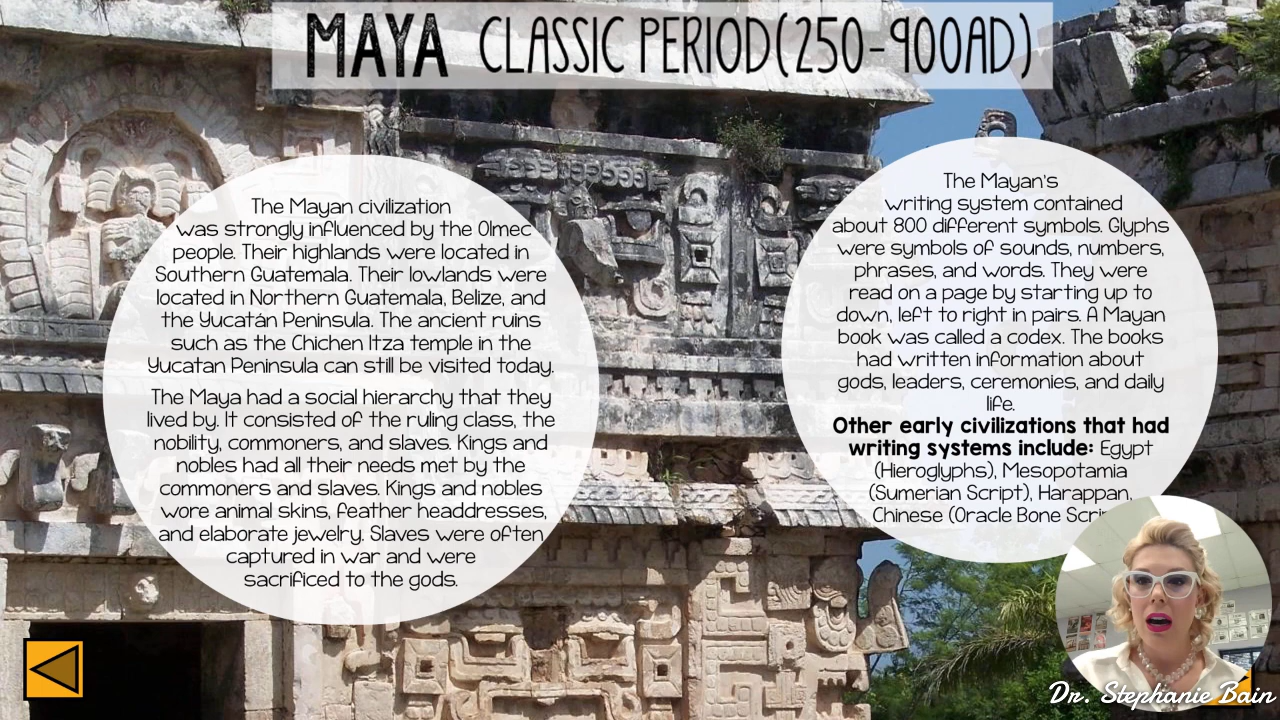 MAYA CLASSIC PERIOD(250-900AD)
The Mayan civilization
was strongly influenced by the Olmec
people. Their highlands were located in
Southern Guatemala. Their lowlands were
located in Northern Guatemala, Belize, and
the Yucatán Peninsula. The ancient ruins
such as the Chichen Itza temple in the
Yucatan Peninsula can still be visited today.
The Maya had a social hierarchy that they
lived by. It consisted of the ruling class, the
nobility, commoners, and slaves. Kings and
nobles had all their needs met by the
commoners and slaves. Kings and nobles
wore animal skins, feather headdresses,
and elaborate jewelry. Slaves were often
captured in war and were
sacrificed to the gods.
The Mayan's
writing system contained
about 800 different symbols. Glyphs
were symbols of sounds, numbers,
phrases, and words. They were
read on a page by starting up to
down, left to right in pairs. A Mayan
book was called a codex. The books
had written information about
gods, leaders, ceremonies, and daily
life.
Other early civilizations that had
writing systems include: Egypt
(Hieroglyphs), Mesopotamia
(Sumerian Script), Harappan,
Chinese (Oracle Bone
Dr. Stephanie Bain